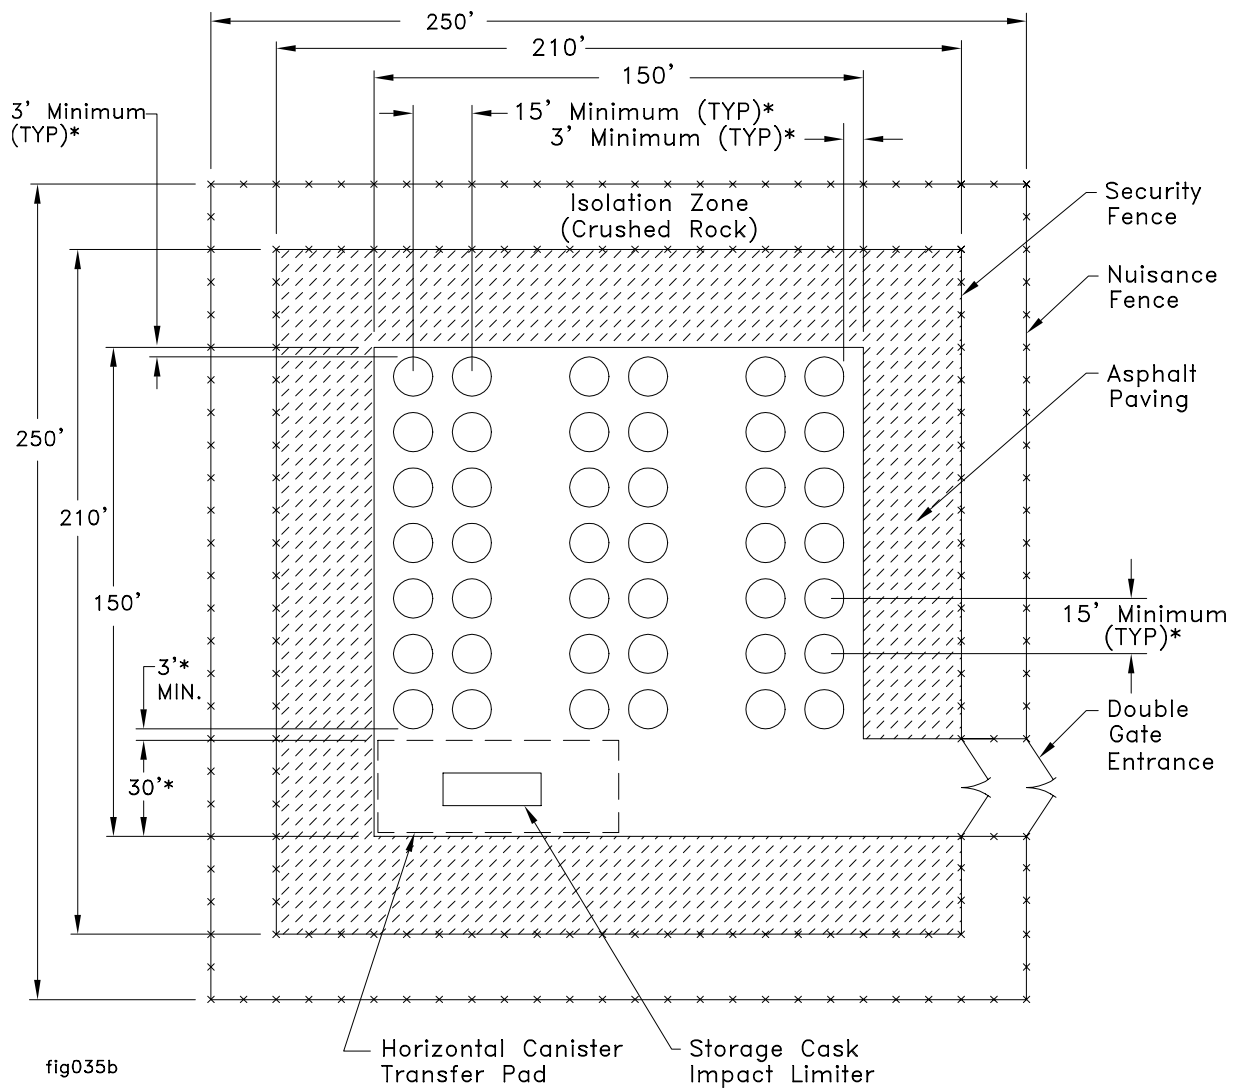 250'
210'
150'
3' Minimum
(TYP)*
15' Minimum (TYP)*
3' Minimum (TYP)*
Isolation Zone
(Crushed Rock)
Security
Fence
Nuisance
Fence
Asphalt
Paving
250'
210'
150'
15' Minimum
(TYP)*
3'*
MIN.
Double
Gate
Entrance
30'*
Horizontal Canister
Transfer Pad
Storage Cask
Impact Limiter
fig035b